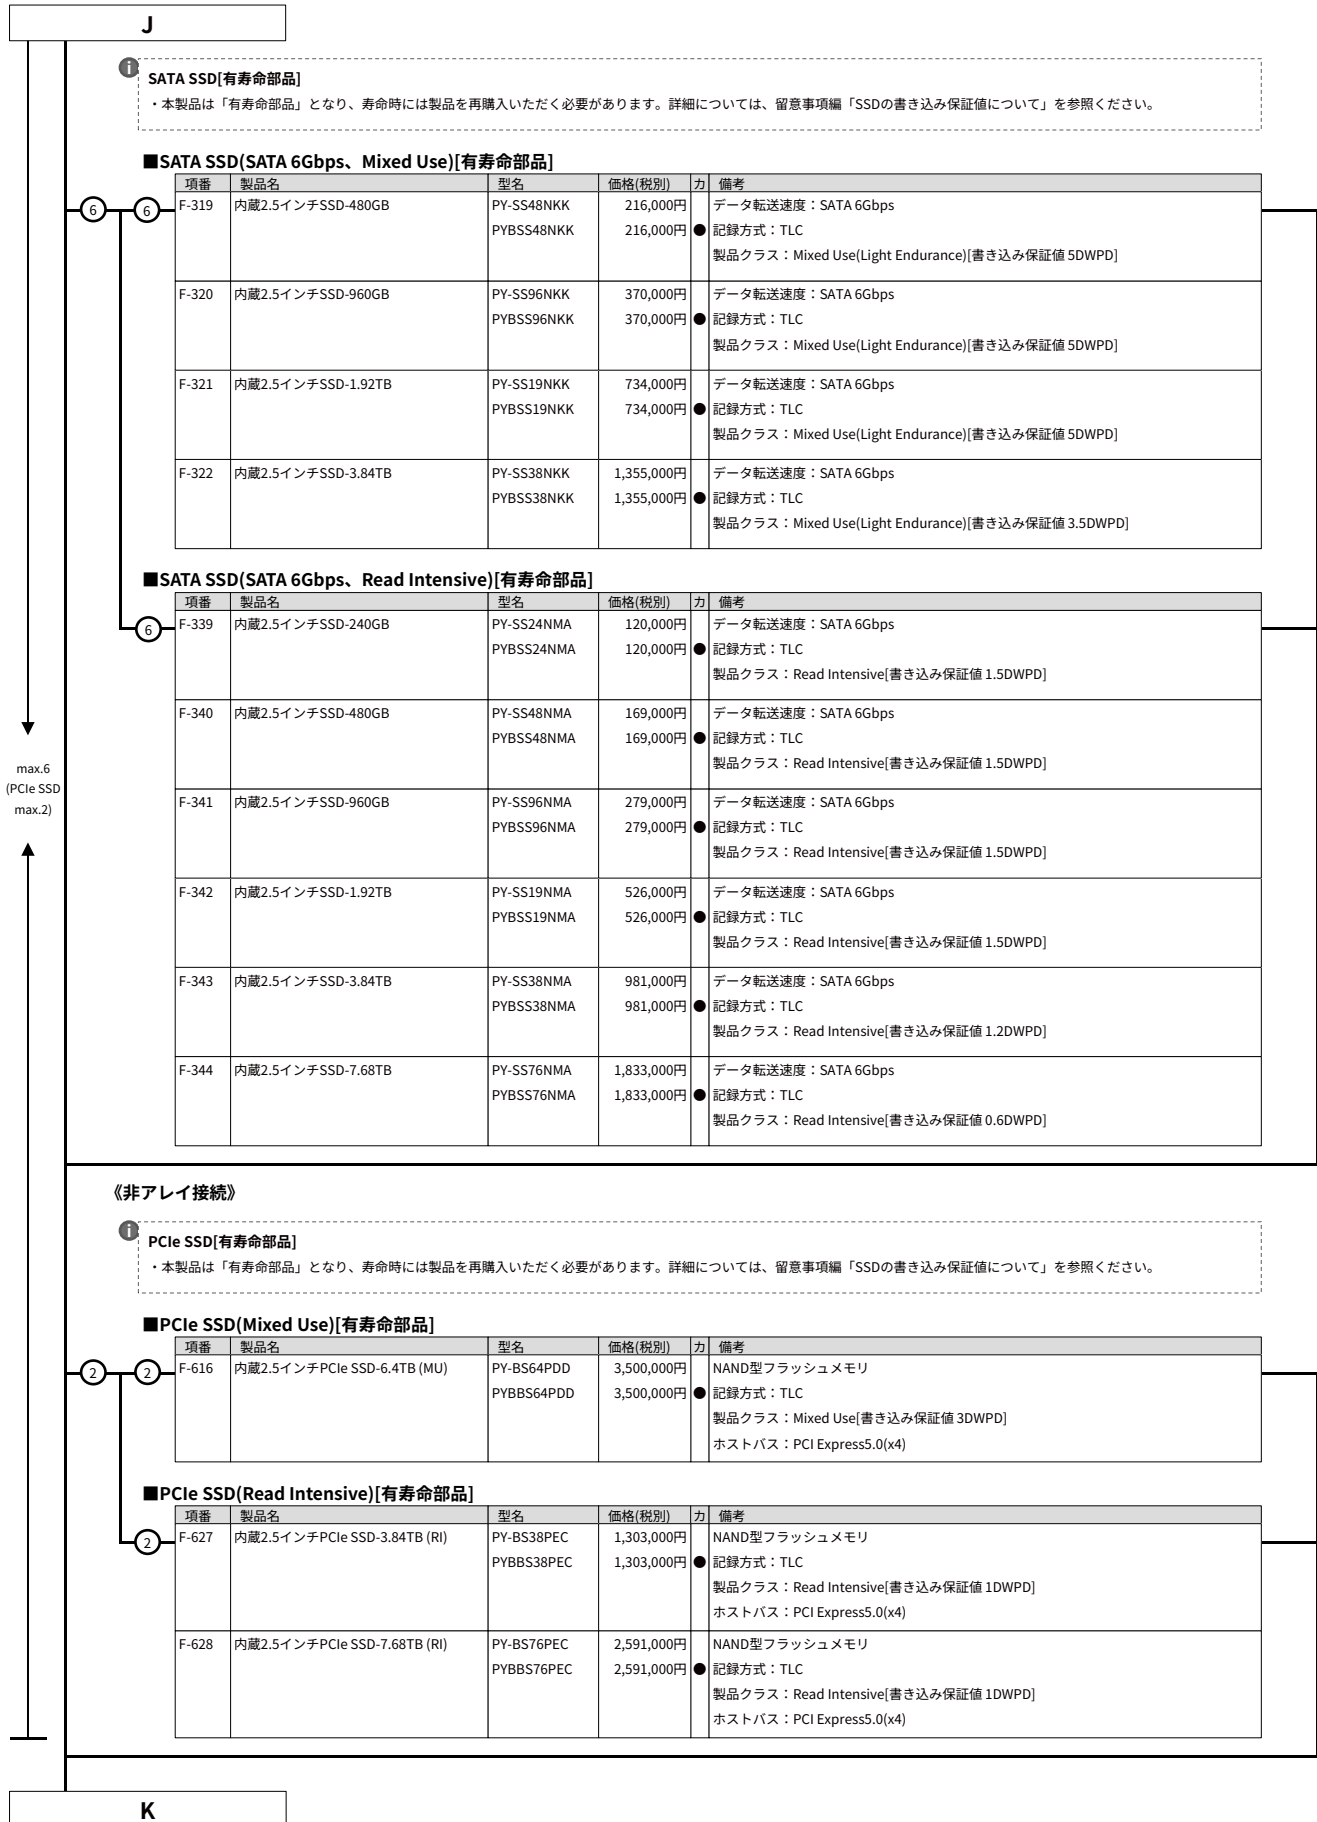 J
i
SATA SSD[有寿命部品]
・本製品は「有寿命部品」となり、寿命時には製品を再購入いただく必要があります。詳細については、留意事項編「SSDの書き込み保証値について」を参照ください。
■SATA SSD(SATA 6Gbps、Mixed Use)[有寿命部品]
項番 製品名 型名 価格(税別) カ 備考
6 6 F-319 内蔵2.5インチSSD-480GB PY-SS48NKK 216,000円 データ転送速度：SATA 6Gbps
PYBSS48NKK 216,000円 ● 記録方式：TLC
製品クラス：Mixed Use(Light Endurance)[書き込み保証値 5DWPD]
F-320 内蔵2.5インチSSD-960GB PY-SS96NKK 370,000円 データ転送速度：SATA 6Gbps
PYBSS96NKK 370,000円 ● 記録方式：TLC
製品クラス：Mixed Use(Light Endurance)[書き込み保証値 5DWPD]
F-321 内蔵2.5インチSSD-1.92TB PY-SS19NKK 734,000円 データ転送速度：SATA 6Gbps
PYBSS19NKK 734,000円 ● 記録方式：TLC
製品クラス：Mixed Use(Light Endurance)[書き込み保証値 5DWPD]
F-322 内蔵2.5インチSSD-3.84TB PY-SS38NKK 1,355,000円 データ転送速度：SATA 6Gbps
PYBSS38NKK 1,355,000円 ● 記録方式：TLC
製品クラス：Mixed Use(Light Endurance)[書き込み保証値 3.5DWPD]
■SATA SSD(SATA 6Gbps、Read Intensive)[有寿命部品]
項番 製品名 型名 価格(税別) カ 備考
6 F-339 内蔵2.5インチSSD-240GB PY-SS24NMA 120,000円 データ転送速度：SATA 6Gbps
PYBSS24NMA 120,000円 ● 記録方式：TLC
製品クラス：Read Intensive[書き込み保証値 1.5DWPD]
F-340 内蔵2.5インチSSD-480GB PY-SS48NMA 169,000円 データ転送速度：SATA 6Gbps
PYBSS48NMA 169,000円 ● 記録方式：TLC
製品クラス：Read Intensive[書き込み保証値 1.5DWPD]
max.6
(PCIe SSD
max.2)
F-341 内蔵2.5インチSSD-960GB PY-SS96NMA 279,000円 データ転送速度：SATA 6Gbps
PYBSS96NMA 279,000円 ● 記録方式：TLC
製品クラス：Read Intensive[書き込み保証値 1.5DWPD]
F-342 内蔵2.5インチSSD-1.92TB PY-SS19NMA 526,000円 データ転送速度：SATA 6Gbps
PYBSS19NMA 526,000円 ● 記録方式：TLC
製品クラス：Read Intensive[書き込み保証値 1.5DWPD]
F-343 内蔵2.5インチSSD-3.84TB PY-SS38NMA 981,000円 データ転送速度：SATA 6Gbps
PYBSS38NMA 981,000円 ● 記録方式：TLC
製品クラス：Read Intensive[書き込み保証値 1.2DWPD]
F-344 内蔵2.5インチSSD-7.68TB PY-SS76NMA 1,833,000円 データ転送速度：SATA 6Gbps
PYBSS76NMA 1,833,000円 ● 記録方式：TLC
製品クラス：Read Intensive[書き込み保証値 0.6DWPD]
《非アレイ接続》
i
PCIe SSD[有寿命部品]
・本製品は「有寿命部品」となり、寿命時には製品を再購入いただく必要があります。詳細については、留意事項編「SSDの書き込み保証値について」を参照ください。
■PCIe SSD(Mixed Use)[有寿命部品]
項番 製品名 型名 価格(税別) カ 備考
2 2 F-616 内蔵2.5インチPCIe SSD-6.4TB (MU) PY-BS64PDD 3,500,000円 NAND型フラッシュメモリ
PYBBS64PDD 3,500,000円 ● 記録方式：TLC
製品クラス：Mixed Use[書き込み保証値 3DWPD]
ホストバス：PCI Express5.0(x4)
■PCIe SSD(Read Intensive)[有寿命部品]
項番 製品名 型名 価格(税別) カ 備考
2 F-627 内蔵2.5インチPCIe SSD-3.84TB (RI) PY-BS38PEC 1,303,000円 NAND型フラッシュメモリ
PYBBS38PEC 1,303,000円 ● 記録方式：TLC
製品クラス：Read Intensive[書き込み保証値 1DWPD]
ホストバス：PCI Express5.0(x4)
F-628 内蔵2.5インチPCIe SSD-7.68TB (RI) PY-BS76PEC 2,591,000円 NAND型フラッシュメモリ
PYBBS76PEC 2,591,000円 ● 記録方式：TLC
製品クラス：Read Intensive[書き込み保証値 1DWPD]
ホストバス：PCI Express5.0(x4)
K